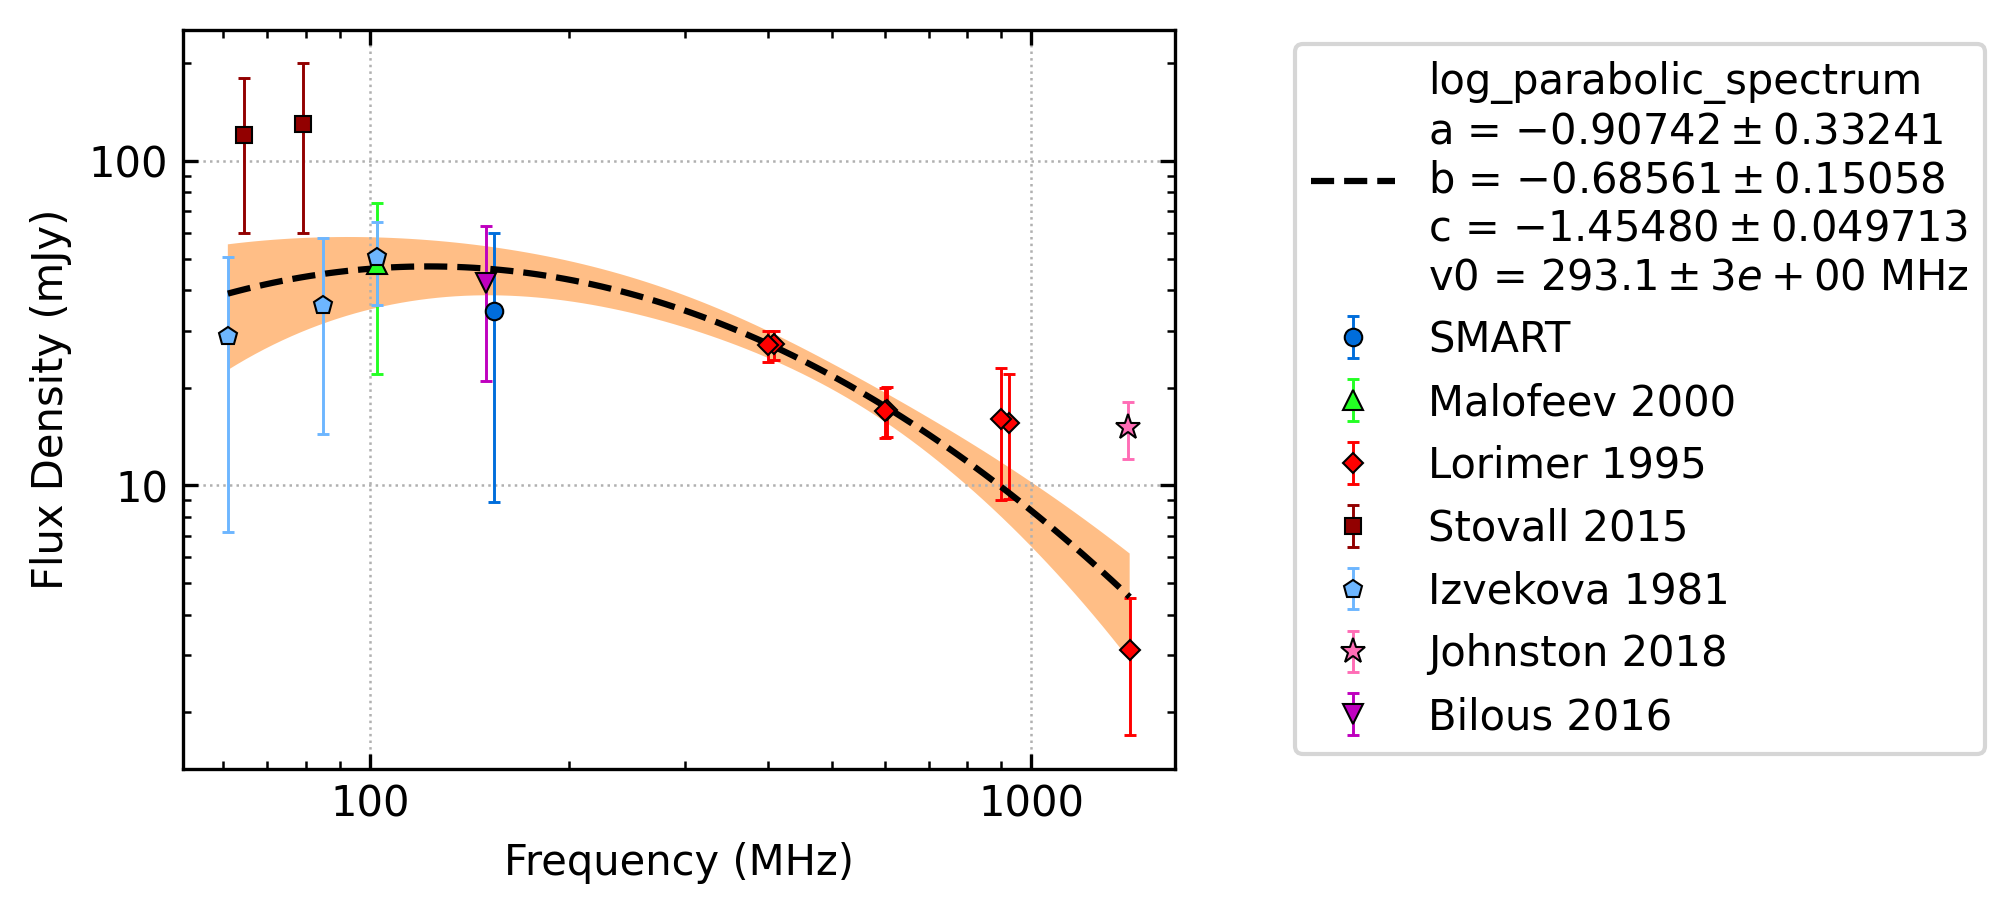 100
10
Flux Density (mJy)
100
1000
Frequency (MHz)
log_parabolic_spectrum
a = −0.90742 ± 0.33241
b = −0.68561 ± 0.15058
c = −1.45480 ± 0.049713
v0 = 293.1 ± 3e + 00 MHz
SMART
Malofeev 2000
Lorimer 1995
Stovall 2015
Izvekova 1981
Johnston 2018
Bilous 2016